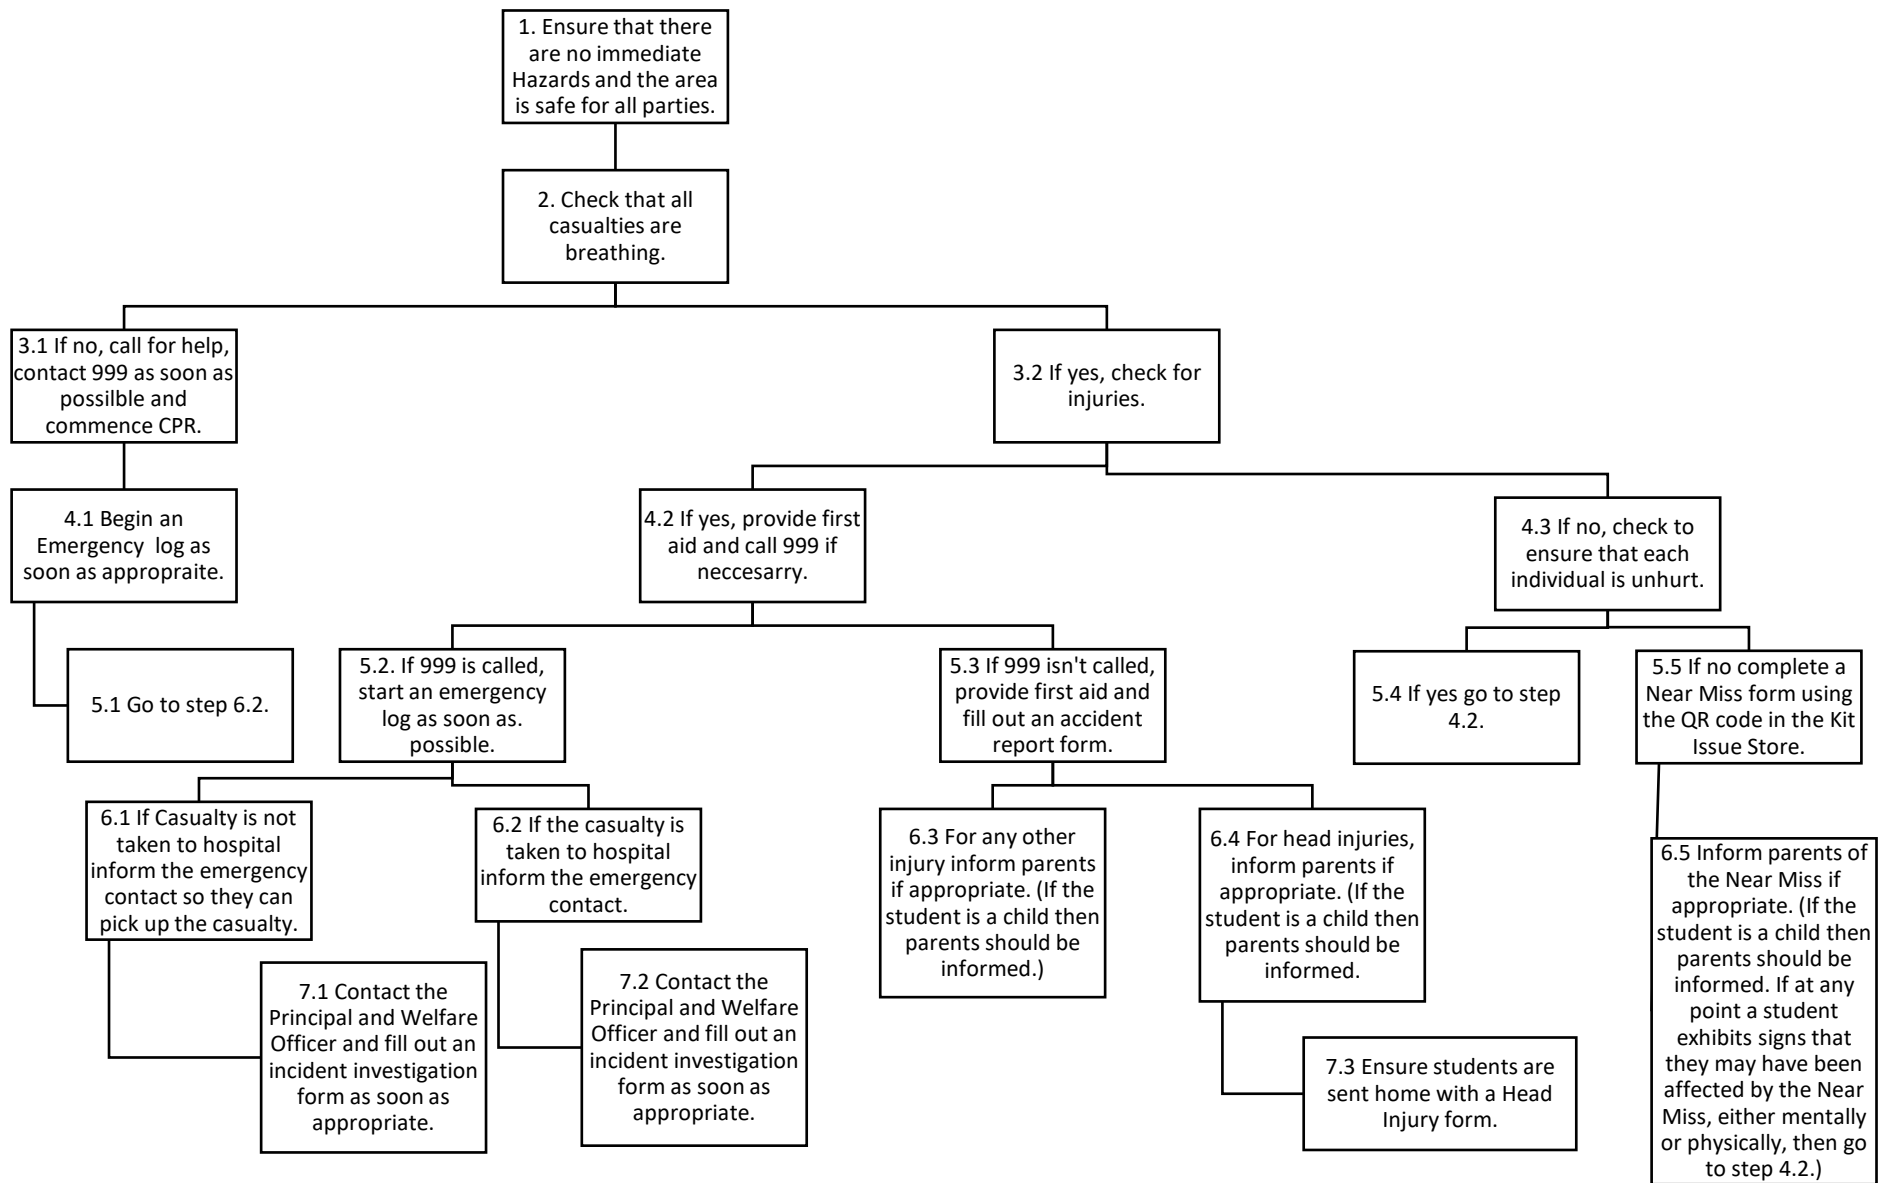 1. Ensure that there
are no immediate
Hazards and the area
is safe for all parties.
2. Check that all
casualties are
breathing.
3.1 If no, call for help,
contact 999 as soon as
possilble and
commence CPR.
3.2 If yes, check for
injuries.
4.1 Begin an
Emergency  log as
soon as appropraite.
4.2 If yes, provide first
aid and call 999 if
neccesarry.
4.3 If no, check to
ensure that each
individual is unhurt.
5.1 Go to step 6.2.
5.2. If 999 is called,
start an emergency
log as soon as.
possible.
5.3 If 999 isn't called,
provide first aid and
fill out an accident
report form.
5.4 If yes go to step
4.2.
5.5 If no complete a
Near Miss form using
the QR code in the Kit
Issue Store.
6.1 If Casualty is not
taken to hospital
inform the emergency
contact so they can
pick up the casualty.
6.2 If the casualty is
taken to hospital
inform the emergency
contact.
6.3 For any other
injury inform parents
if appropriate. (If the
student is a child then
parents should be
informed.)
6.4 For head injuries,
inform parents if
appropriate. (If the
student is a child then
parents should be
informed.
6.5 Inform parents of
the Near Miss if
appropriate. (If the
student is a child then
parents should be
informed. If at any
point a student
exhibits signs that
they may have been
affected by the Near
Miss, either mentally
or physically, then go
to step 4.2.)
7.1 Contact the
Principal and Welfare
Officer and fill out an
incident investigation
form as soon as
appropriate.
7.2 Contact the
Principal and Welfare
Officer and fill out an
incident investigation
form as soon as
appropriate.
7.3 Ensure students are
sent home with a Head
Injury form.